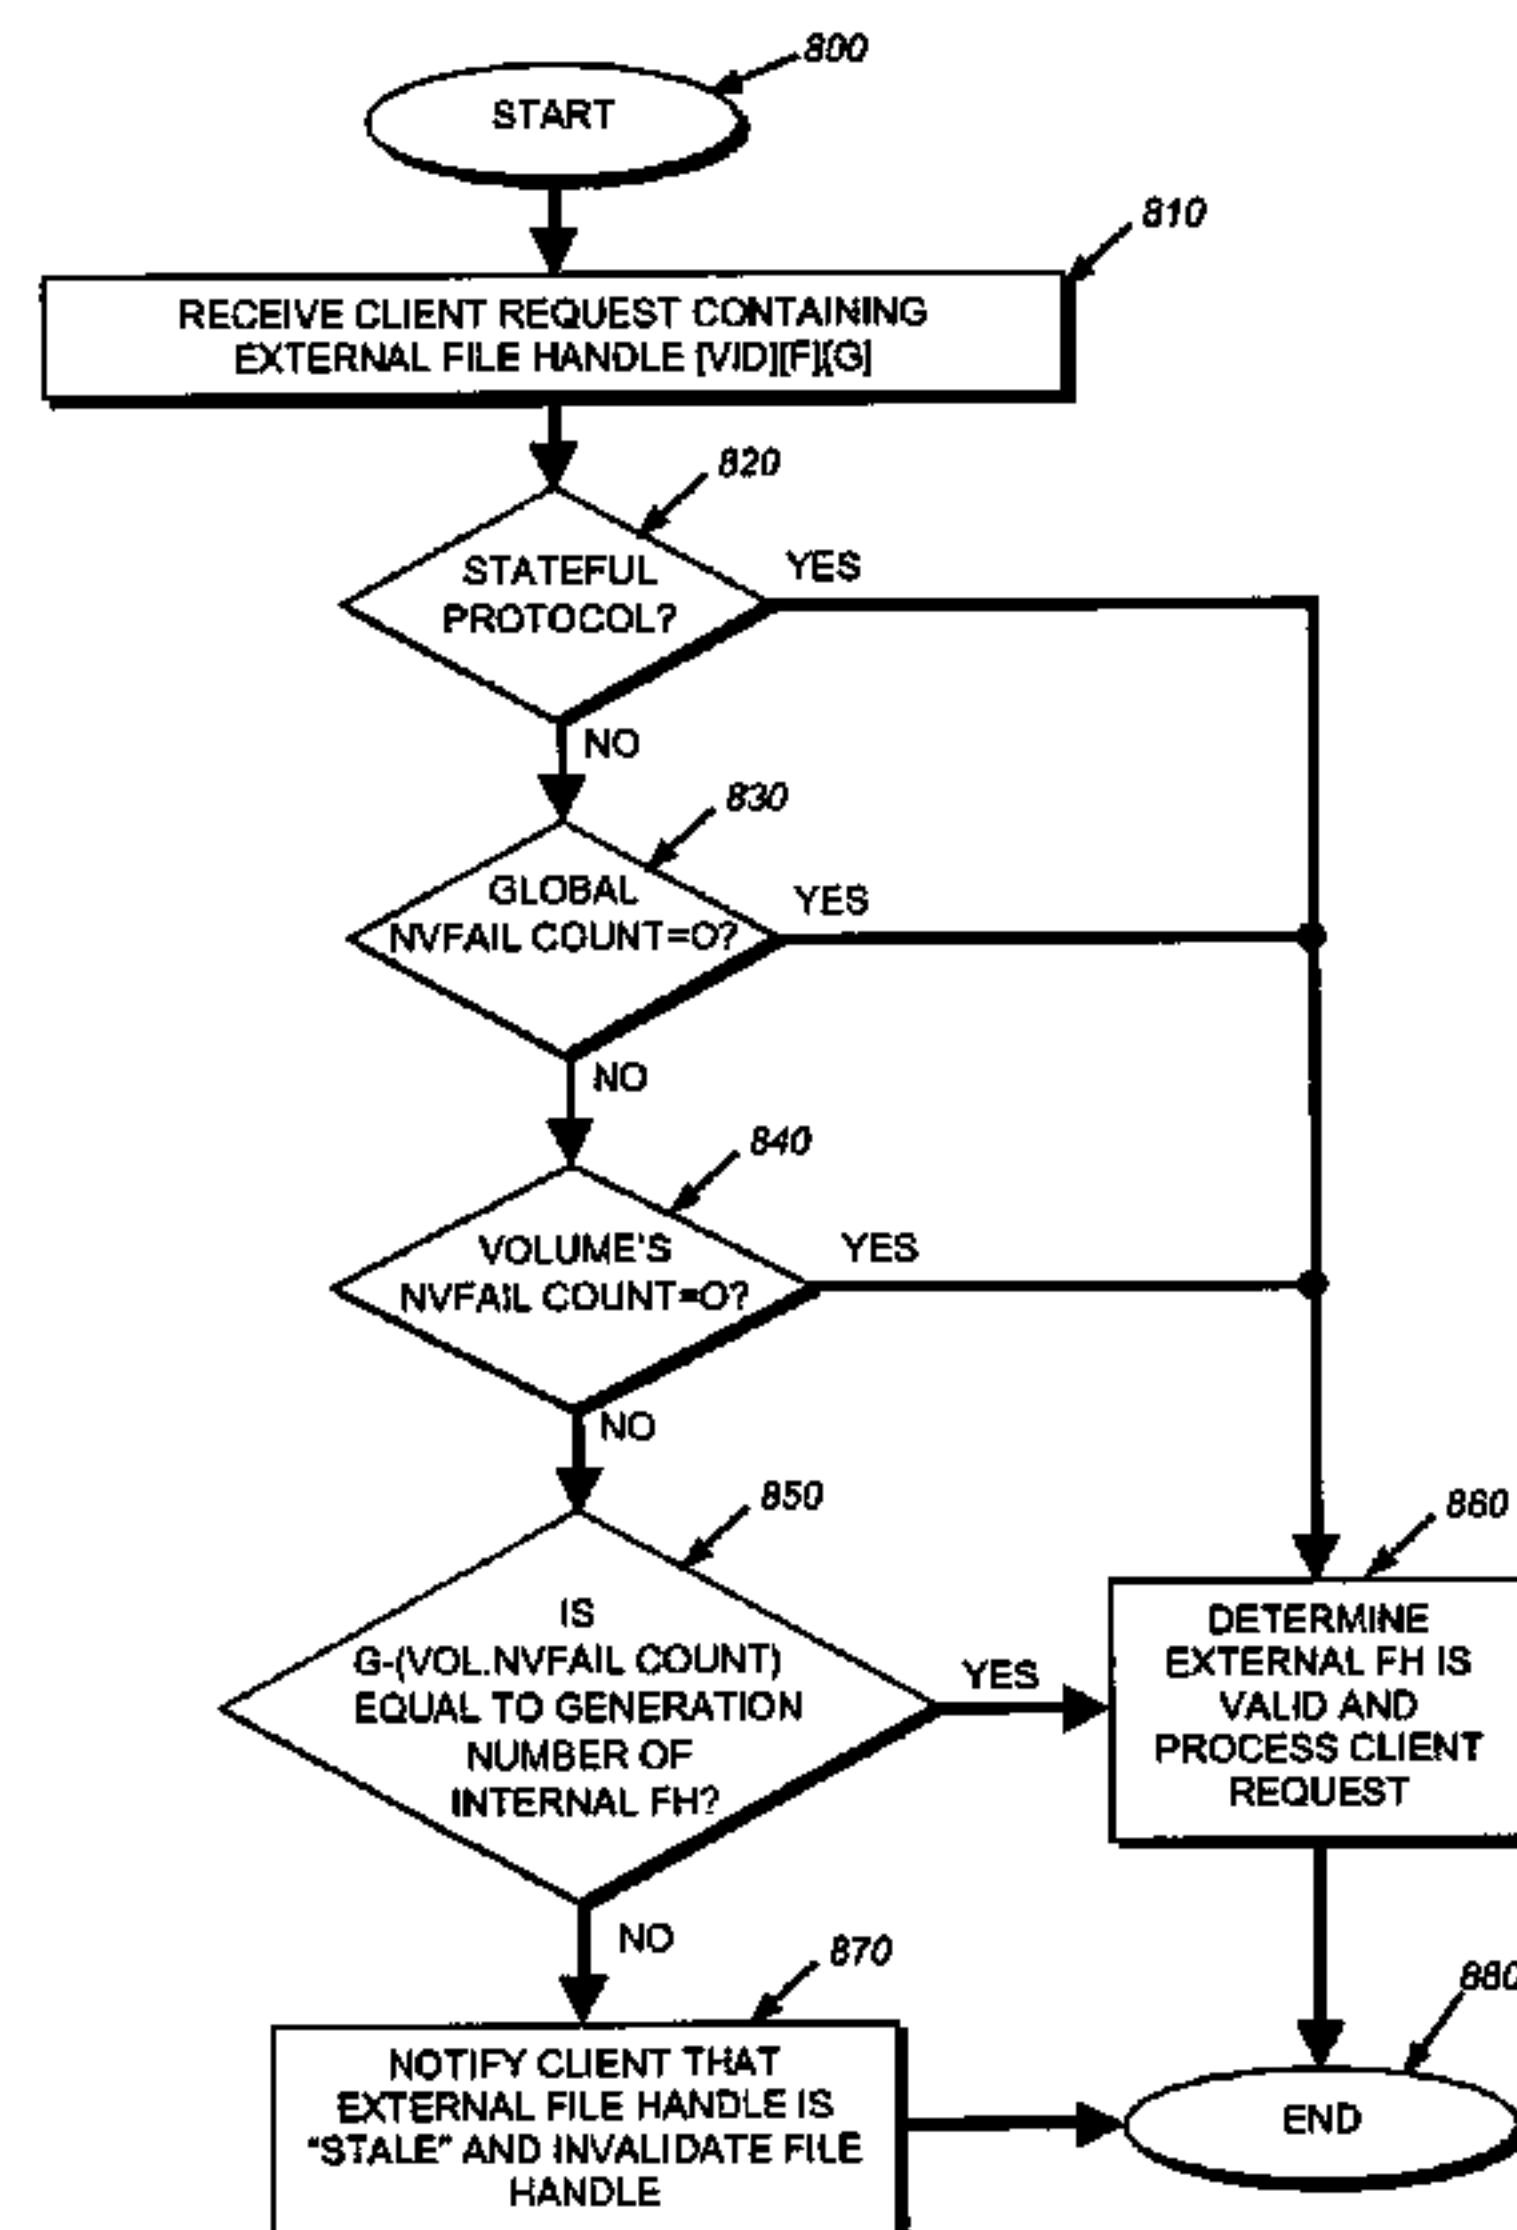 800
START
810
RECEIVE CLIENT REQUEST CONTAINING
EXTERNAL FILE HANDLE [VID][F][G]
820
STATEFUL
PROTOCOL?
YES
NO
830
GLOBAL
NVFAIL COUNT=O?
YES
NO
840
VOLUME'S
NVFAIL COUNT=O?
YES
NO
850
IS
G-(VOL.NVFAIL COUNT)
EQUAL TO GENERATION
NUMBER OF
INTERNAL FH?
YES
NO
860
DETERMINE
EXTERNAL FH IS
VALID AND
PROCESS CLIENT
REQUEST
870
NOTIFY CLIENT THAT
EXTERNAL FILE HANDLE IS
"STALE" AND INVALIDATE FILE
HANDLE
880
END